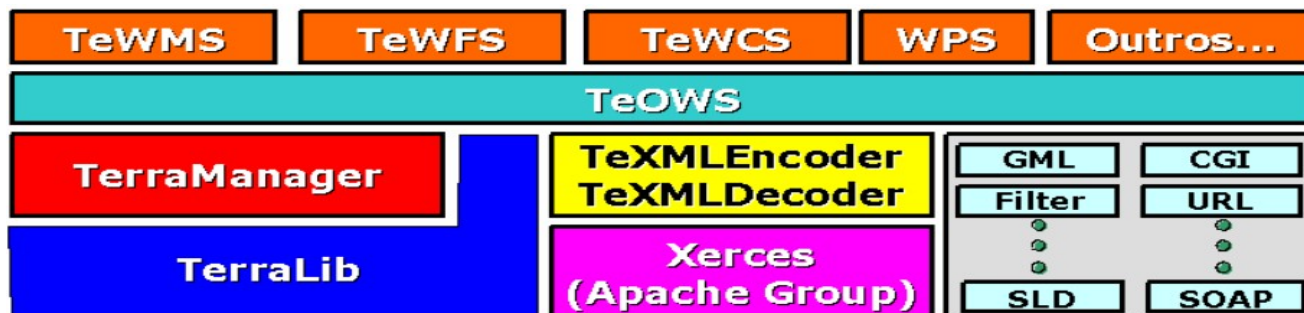 TeWMS
TeWFS
TeWCS
WPS
Outros...
TeOWS
TerraManager
TerraLib
TeXMLEncoder
TeXMLDecoder
Xerces
(Apache Group)
GML
CGI
Filter
URL
SLD
SOAP